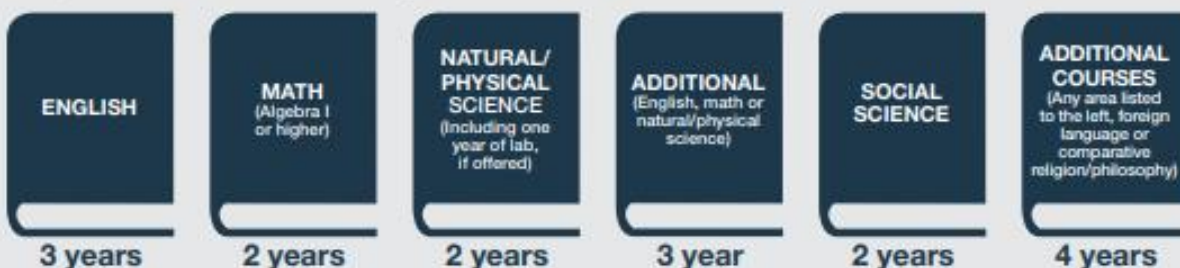 ENGLISH
3 years
MATH
(Algebra I
or higher)
2 years
NATURAL/
PHYSICAL
SCIENCE
(Including one
year of lab,
if offered)
2 years
ADDITIONAL
(English, math or
natural/physical
science)
3 year
SOCIAL
SCIENCE
2 years
ADDITIONAL
COURSES
(Any area listed
to the left, foreign
language or
comparative
religion/philosophy)
4 years